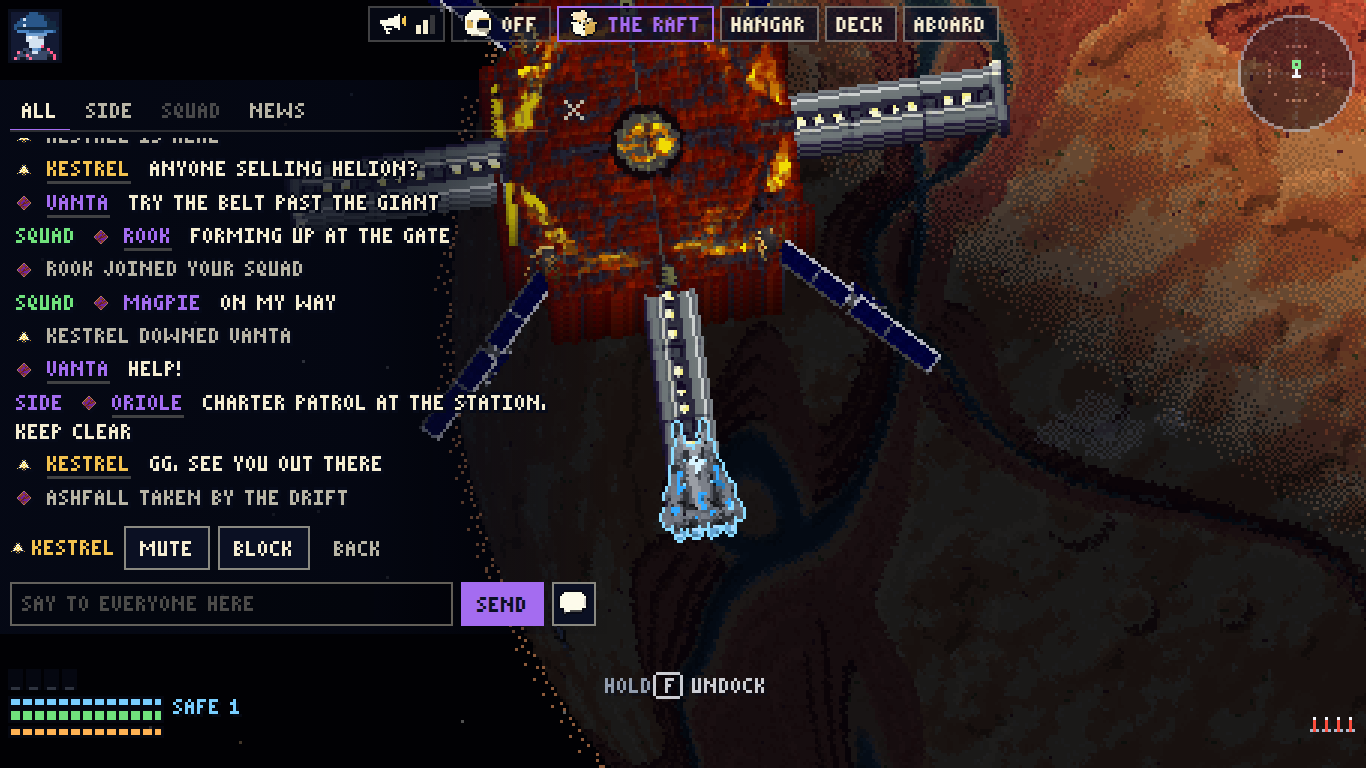 OFF
THE RAFT
HANGAR
DECK
ABOARD
ALL
SIDE
SQUAD
NEWS
KESTREL IS HERE
KESTREL ANYONE SELLING HELION?
VANTA TRY THE BELT PAST THE GIANT
SQUAD ROOK FORMING UP AT THE GATE
ROOK JOINED YOUR SQUAD
SQUAD MAGPIE ON MY WAY
KESTREL DOWNED VANTA
VANTA HELP!
SIDE ORIOLE CHARTER PATROL AT THE STATION.
KEEP CLEAR
KESTREL GG. SEE YOU OUT THERE
ASHFALL TAKEN BY THE DRIFT
KESTREL MUTE BLOCK BACK
SAY TO EVERYONE HERE
SEND
HOLD F UNDOCK
SAFE 1